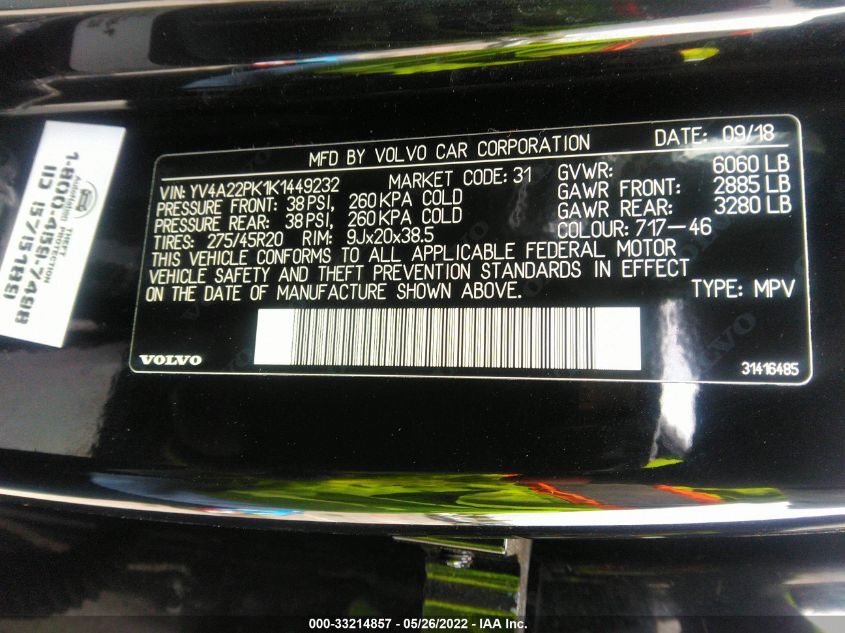 MFD BY VOLVO CAR CORPORATION DATE: 09/18
VIN: YV4A22PK1K1449232 MARKET CODE: 31 GVWR: 6060 LB
PRESSURE FRONT: 38 PSI, 260 KPA COLD GAWR FRONT: 2885 LB
PRESSURE REAR: 38 PSI, 260 KPA COLD GAWR REAR: 3280 LB
TIRES: 275/45R20 RIM: 9Jx20x38.5 COLOUR: 717-46
THIS VEHICLE CONFORMS TO ALL APPLICABLE FEDERAL MOTOR
VEHICLE SAFETY AND THEFT PREVENTION STANDARDS IN EFFECT
ON THE DATE OF MANUFACTURE SHOWN ABOVE. TYPE: MPV
VOLVO 31416485
THEFT
PROTECTION
1-800-459-7498
000-33214857 / 05/26/2022 - IAA Inc.